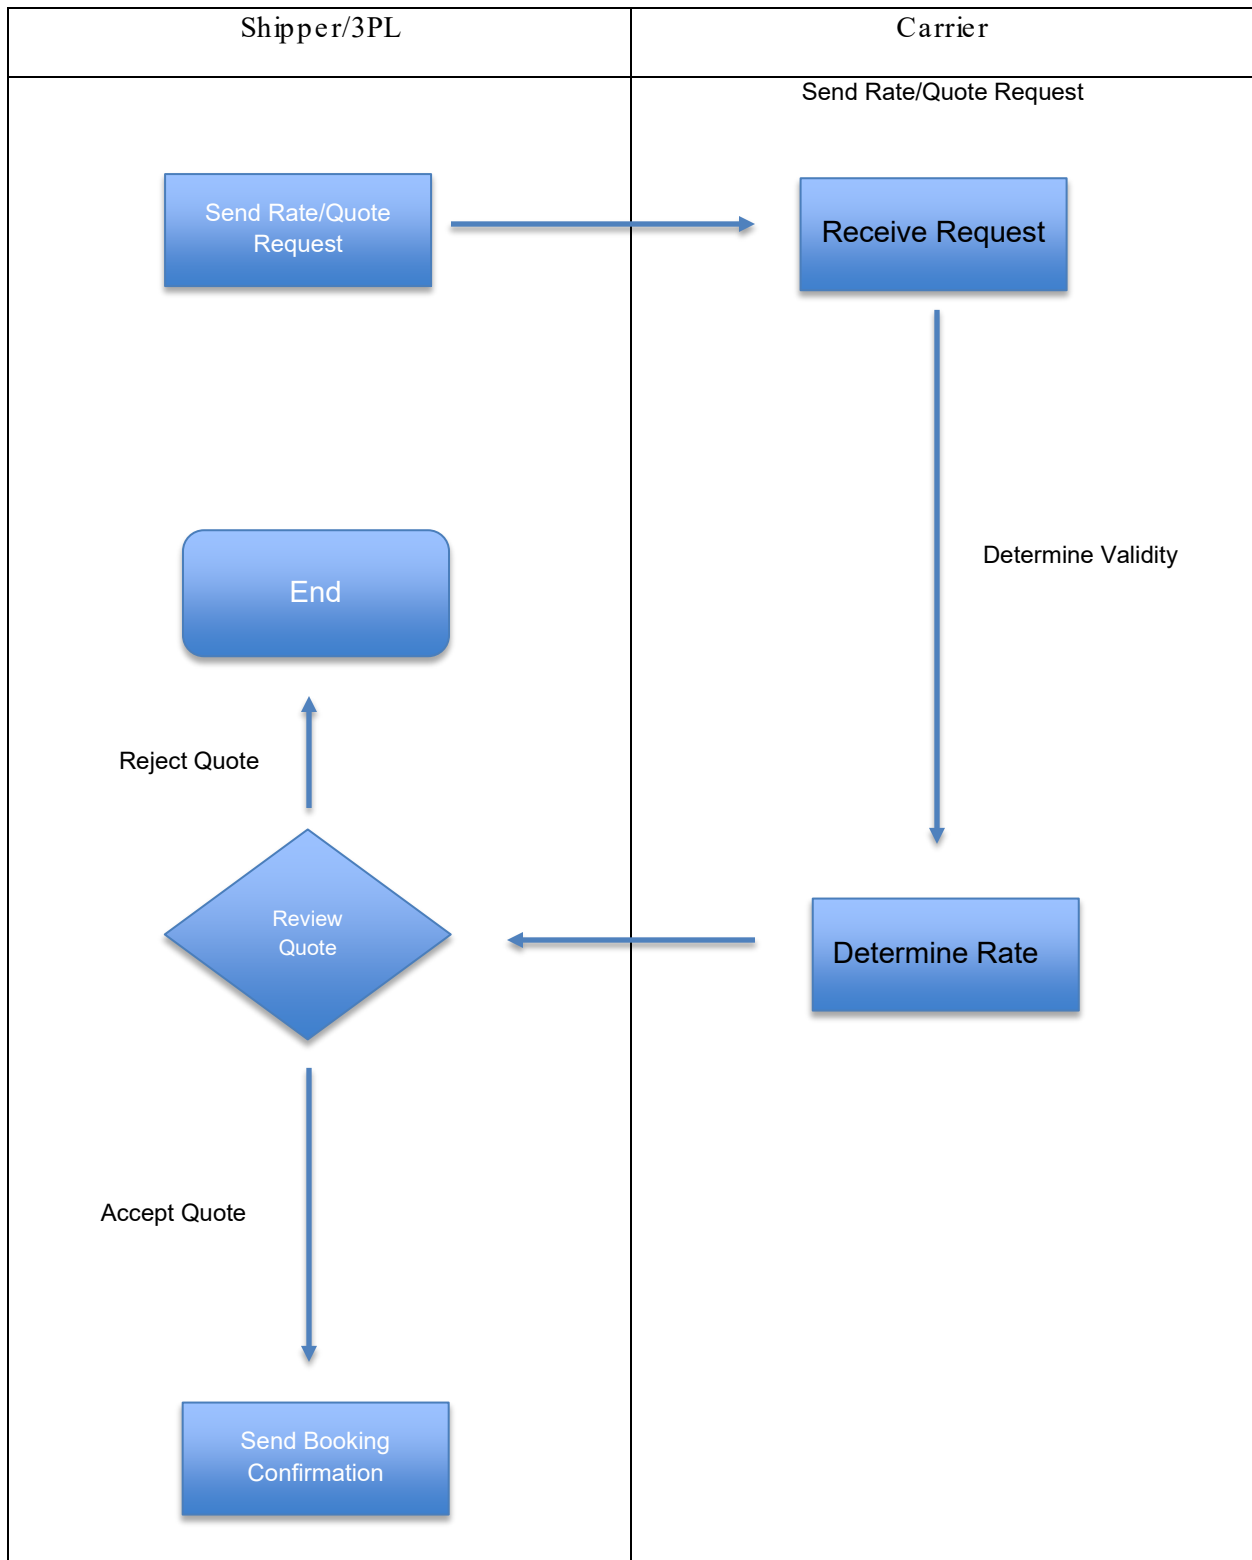 Shipper/3PL
Carrier
Send Rate/Quote Request
Send Rate/Quote
Request
Receive Request
End
Determine Validity
Reject Quote
Review
Quote
Determine Rate
Accept Quote
Send Booking
Confirmation